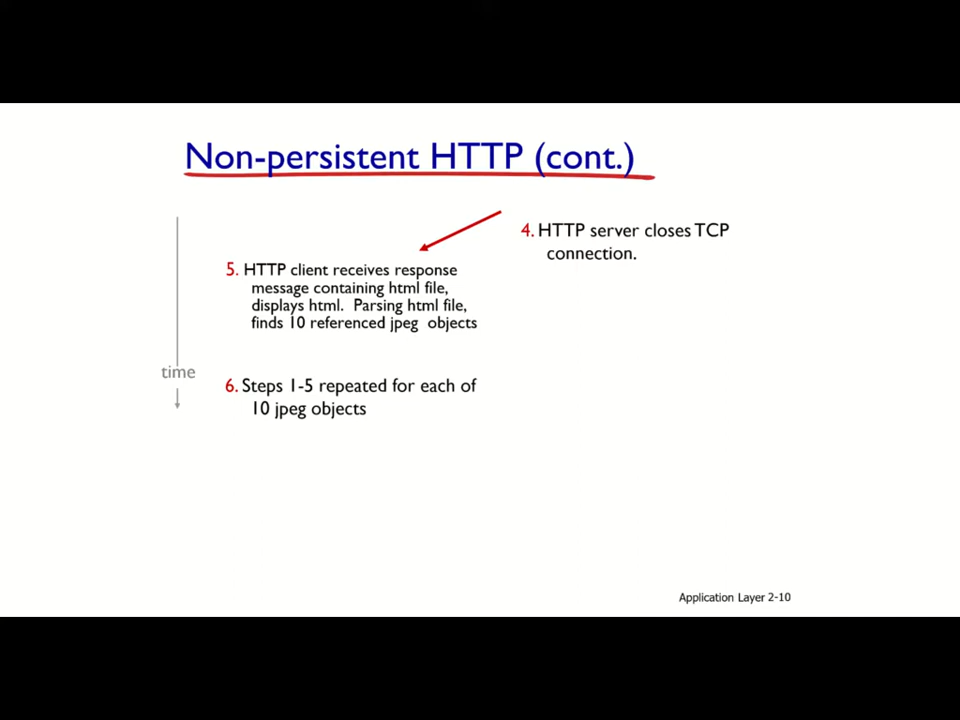 Non-persistent HTTP (cont.)
4. HTTP server closes TCP
connection.
5. HTTP client receives response
message containing html file,
displays html. Parsing html file,
finds 10 referenced jpeg objects
time
6. Steps 1-5 repeated for each of
10 jpeg objects
Application Layer 2-10